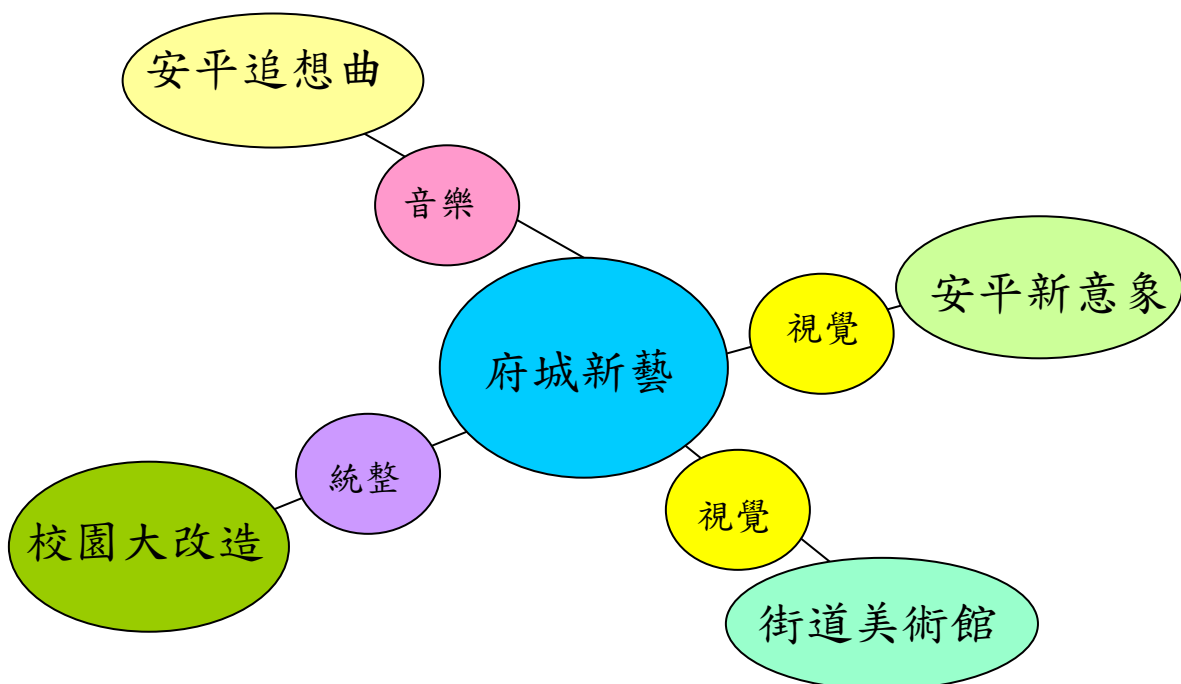 安平追想曲
音樂
安平新意象
視覺
府城新藝
統整
視覺
校園大改造
街道美術館